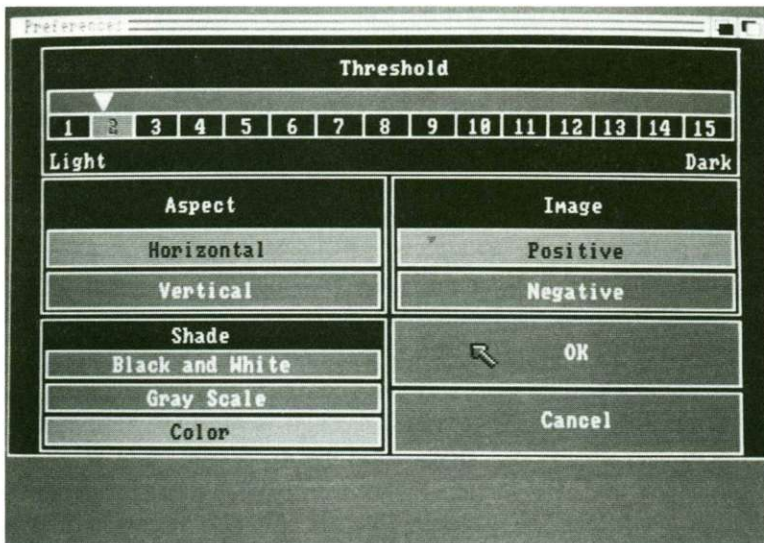 Preferences
Threshold
1 2 3 4 5 6 7 8 9 10 11 12 13 14 15
Light Dark
Aspect
Horizontal
Vertical
Image
Positive
Negative
Shade
Black and White
Gray Scale
Color
OK
Cancel